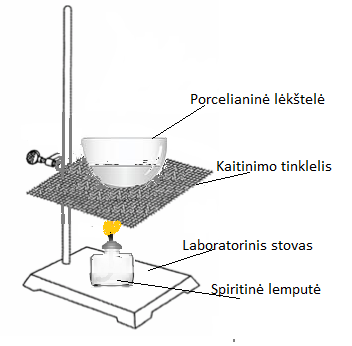 Porcelianinė lėkštelė
Kaitinimo tinklelis
Laboratorinis stovas
Spiritinė lemputė